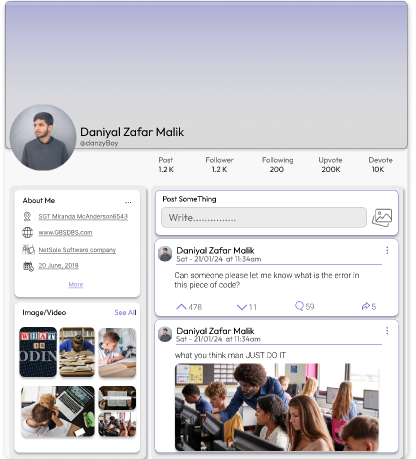 Daniyal Zafar Malik
@danzyBoy
Post Follower Following Upvote Devote
1.2 K 1.2 K 200 200K 10K
About Me ...
SGT Miranda McAnderson6543
www.GBSDBS.com
NetSole Software company
20 June, 2019
More
Image/Video See All
WHAT
CODIN
Post SomeThing
Write...............
Daniyal Zafar Malik
Sat - 21/01/24 at 11:34am
Can someone please let me know what is the error in
this piece of code?
478 11 59 5
Daniyal Zafar Malik
Sat - 21/01/24 at 11:34am
what you think man JUST DO IT